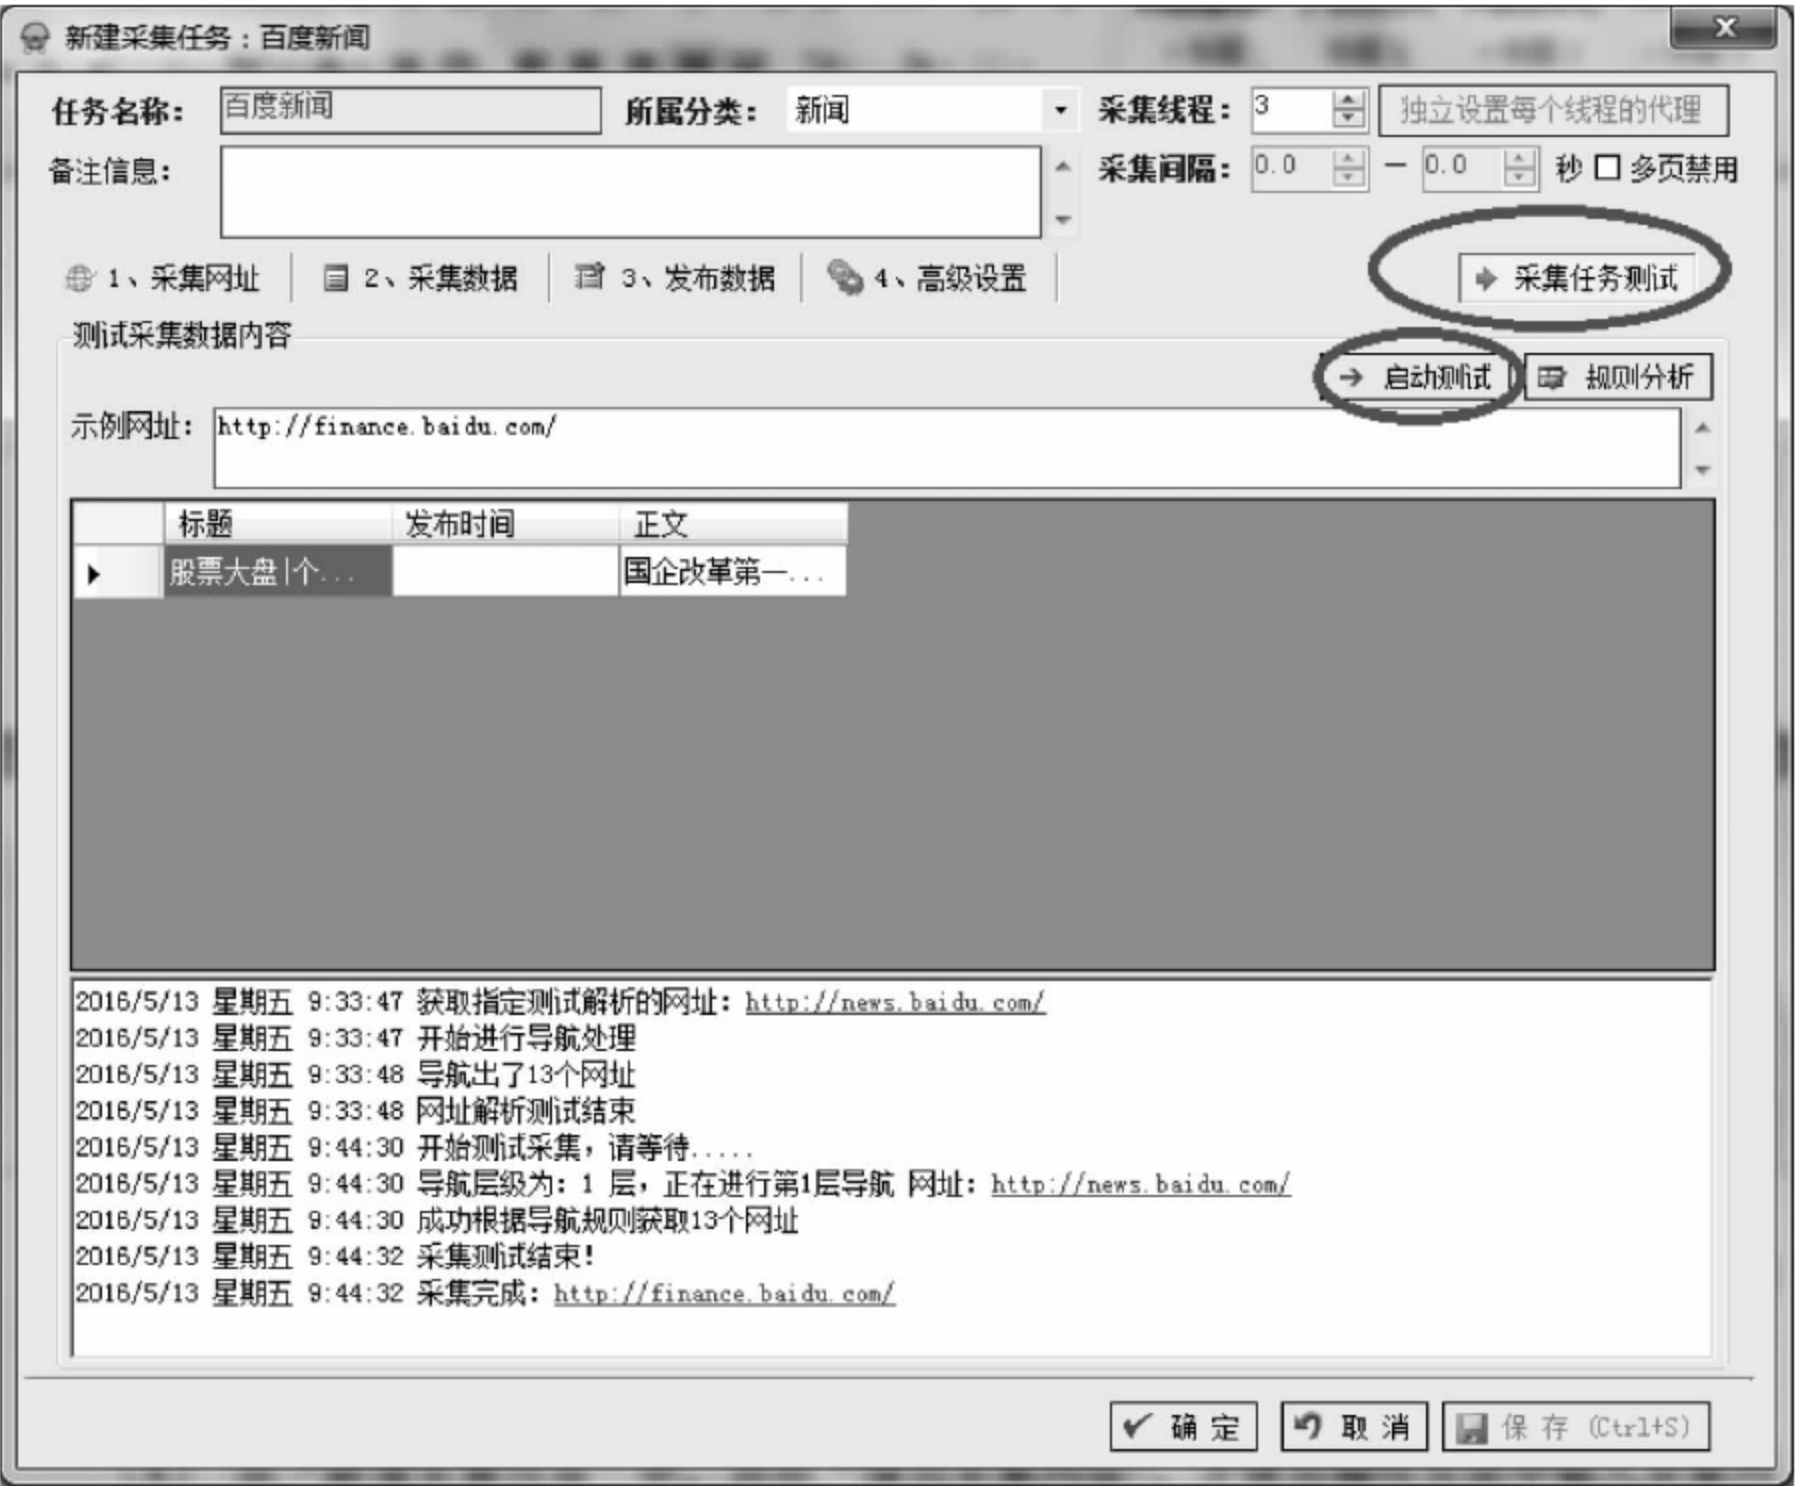 新建采集任务：百度新闻
任务名称： 百度新闻 所属分类： 新闻 采集线程： 3 独立设置每个线程的代理
备注信息： 采集间隔： 0.0 — 0.0 秒 多页禁用
1、采集网址 2、采集数据 3、发布数据 4、高级设置 采集任务测试
测试采集数据内容
启动测试 规则分析
示例网址： http://finance.baidu.com/
标题 发布时间 正文
股票大盘|个... 国企改革第一...
2016/5/13 星期五 9:33:47 获取指定测试解析的网址：http://news.baidu.com/
2016/5/13 星期五 9:33:47 开始进行导航处理
2016/5/13 星期五 9:33:48 导航出了13个网址
2016/5/13 星期五 9:33:48 网址解析测试结束
2016/5/13 星期五 9:44:30 开始测试采集，请等待.....
2016/5/13 星期五 9:44:30 导航层级为：1 层，正在进行第1层导航 网址：http://news.baidu.com/
2016/5/13 星期五 9:44:30 成功根据导航规则获取13个网址
2016/5/13 星期五 9:44:32 采集测试结束！
2016/5/13 星期五 9:44:32 采集完成：http://finance.baidu.com/
确 定 取 消 保 存 (Ctrl+S)